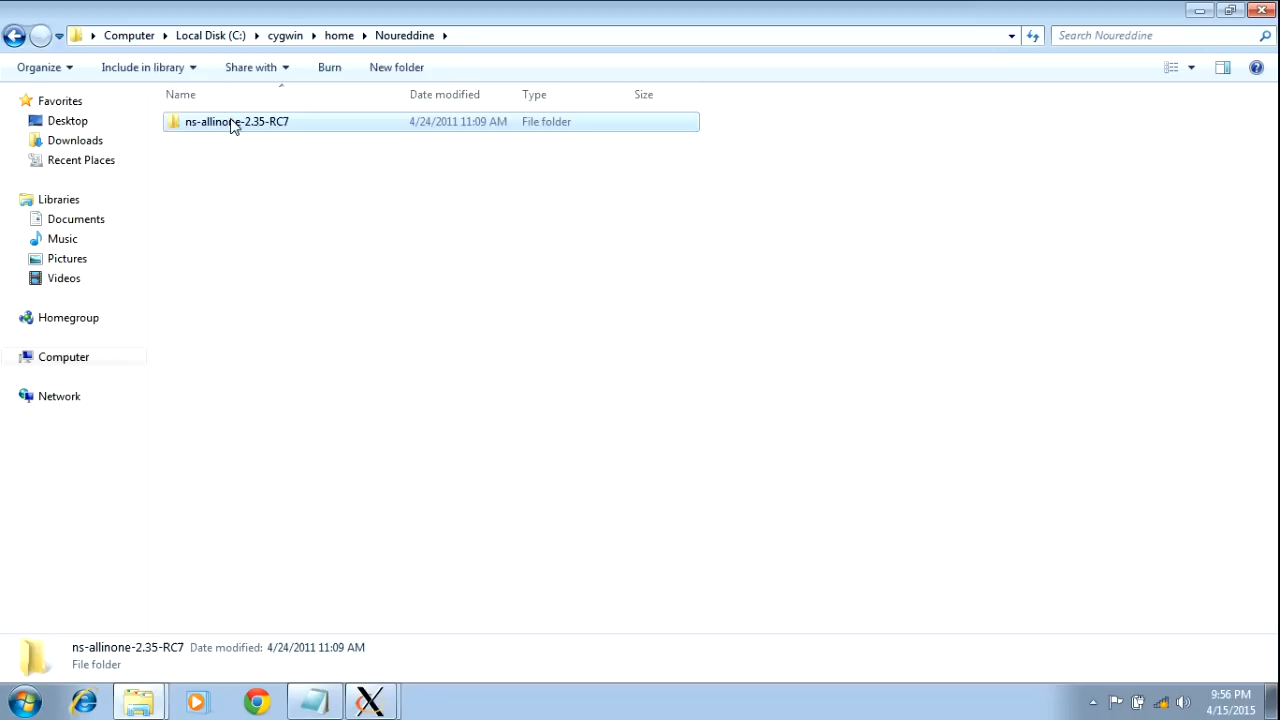 Computer Local Disk (C:) cygwin home Noureddine
Search Noureddine
Organize Include in library Share with Burn New folder
Name Date modified Type Size
ns-allinone-2.35-RC7 4/24/2011 11:09 AM File folder
Favorites
Desktop
Downloads
Recent Places
Libraries
Documents
Music
Pictures
Videos
Homegroup
Computer
Network
ns-allinone-2.35-RC7 Date modified: 4/24/2011 11:09 AM
File folder
9:56 PM
4/15/2015